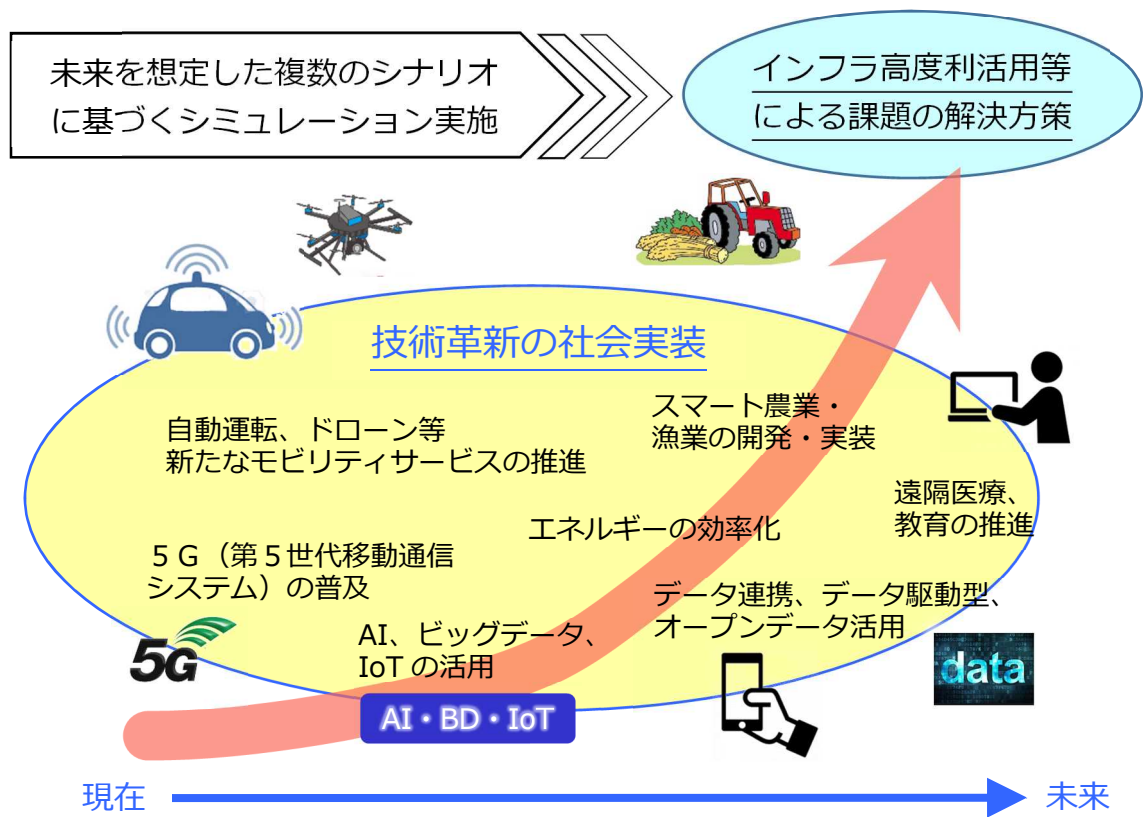 未来を想定した複数のシナリオ
に基づくシミュレーション実施
インフラ高度利活用等
による課題の解決方策
技術革新の社会実装
自動運転、ドローン等
新たなモビリティサービスの推進
スマート農業・
漁業の開発・実装
遠隔医療、
教育の推進
エネルギーの効率化
５Ｇ（第５世代移動通信
システム）の普及
データ連携、データ駆動型、
オープンデータ活用
AI、ビッグデータ、
IoT の活用
5G
data
AI・BD・IoT
現在
未来